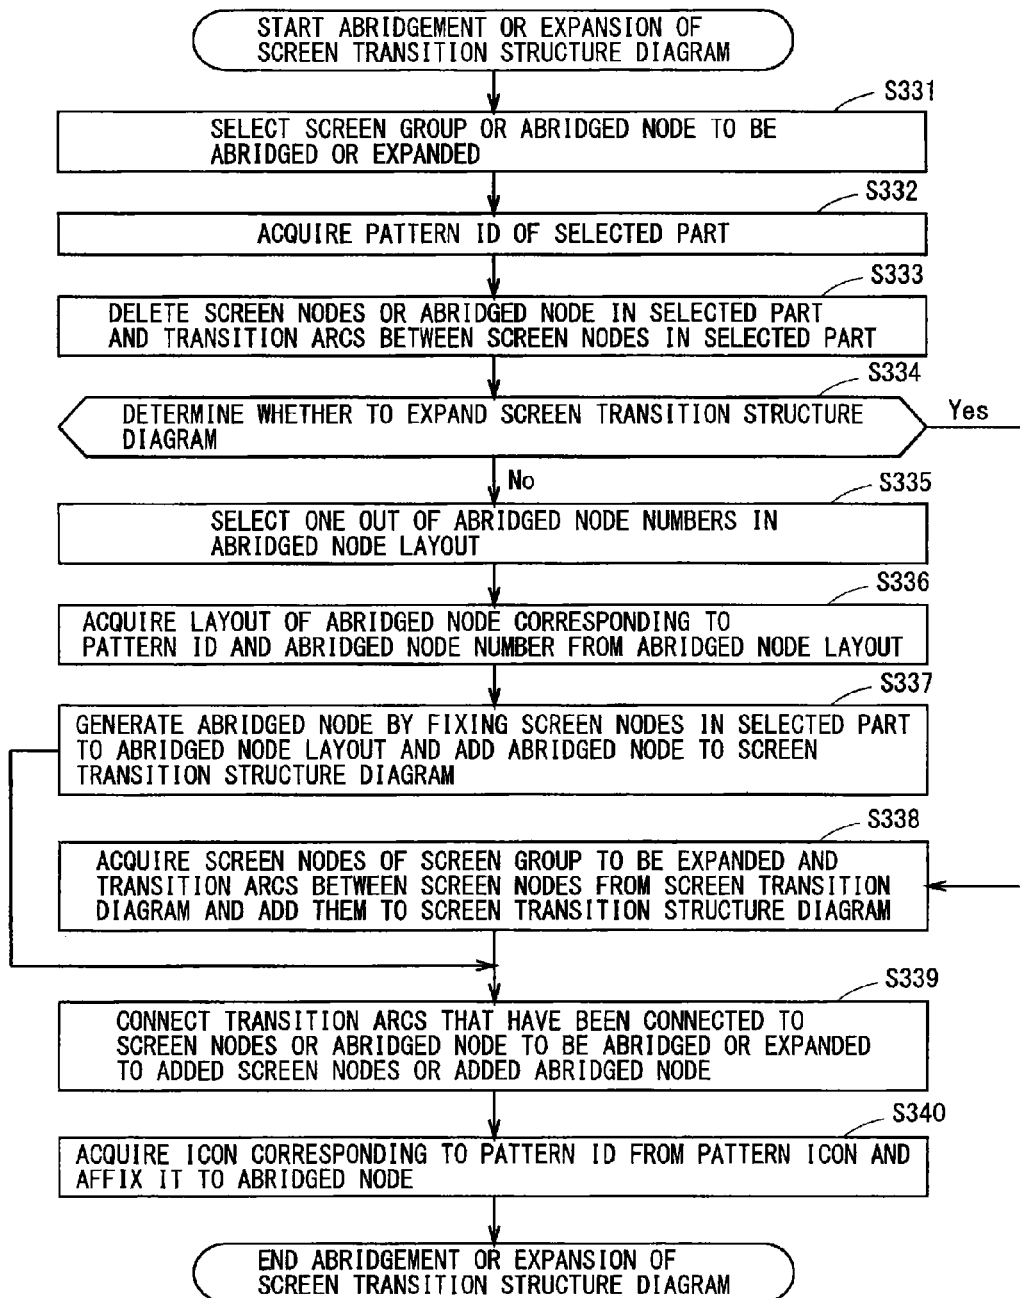 START ABRIDGEMENT OR EXPANSION OF
SCREEN TRANSITION STRUCTURE DIAGRAM
S331
SELECT SCREEN GROUP OR ABRIDGED NODE TO BE
ABRIDGED OR EXPANDED
S332
ACQUIRE PATTERN ID OF SELECTED PART
S333
DELETE SCREEN NODES OR ABRIDGED NODE IN SELECTED PART
AND TRANSITION ARCS BETWEEN SCREEN NODES IN SELECTED PART
S334
DETERMINE WHETHER TO EXPAND SCREEN TRANSITION STRUCTURE
DIAGRAM
Yes
No
S335
SELECT ONE OUT OF ABRIDGED NODE NUMBERS IN
ABRIDGED NODE LAYOUT
S336
ACQUIRE LAYOUT OF ABRIDGED NODE CORRESPONDING TO
PATTERN ID AND ABRIDGED NODE NUMBER FROM ABRIDGED NODE LAYOUT
S337
GENERATE ABRIDGED NODE BY FIXING SCREEN NODES IN SELECTED PART
TO ABRIDGED NODE LAYOUT AND ADD ABRIDGED NODE TO SCREEN
TRANSITION STRUCTURE DIAGRAM
S338
ACQUIRE SCREEN NODES OF SCREEN GROUP TO BE EXPANDED AND
TRANSITION ARCS BETWEEN SCREEN NODES FROM SCREEN TRANSITION
DIAGRAM AND ADD THEM TO SCREEN TRANSITION STRUCTURE DIAGRAM
S339
CONNECT TRANSITION ARCS THAT HAVE BEEN CONNECTED TO
SCREEN NODES OR ABRIDGED NODE TO BE ABRIDGED OR EXPANDED
TO ADDED SCREEN NODES OR ADDED ABRIDGED NODE
S340
ACQUIRE ICON CORRESPONDING TO PATTERN ID FROM PATTERN ICON AND
AFFIX IT TO ABRIDGED NODE
END ABRIDGEMENT OR EXPANSION OF
SCREEN TRANSITION STRUCTURE DIAGRAM